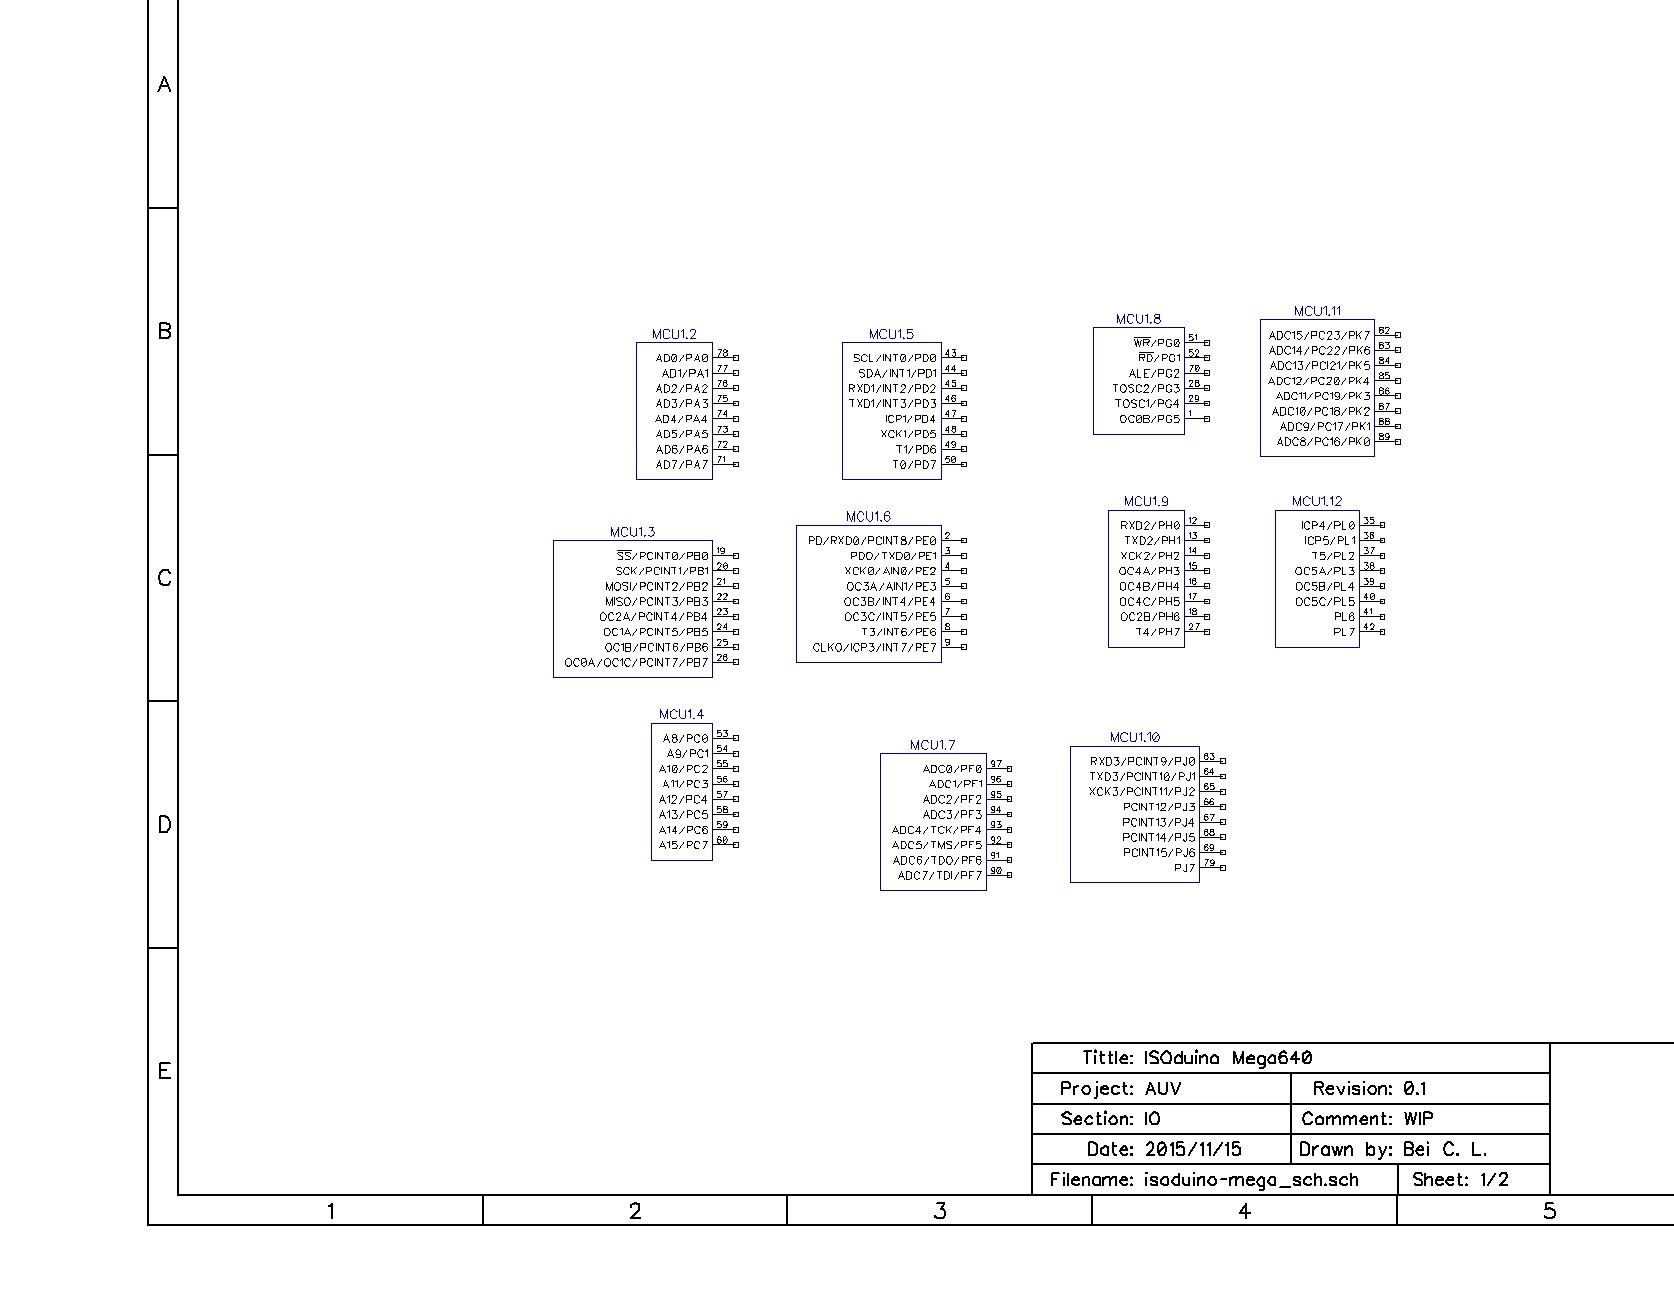 A
B
C
D
E
MCU1.2
AD0/PA0 78
AD1/PA1 77
AD2/PA2 76
AD3/PA3 75
AD4/PA4 74
AD5/PA5 73
AD6/PA6 72
AD7/PA7 71
MCU1.5
SCL/INT0/PD0 43
SDA/INT1/PD1 44
RXD1/INT2/PD2 45
TXD1/INT3/PD3 46
ICP1/PD4 47
XCK1/PD5 48
T1/PD6 49
T0/PD7 50
MCU1.8
WR/PG0 51
RD/PG1 52
ALE/PG2 70
TOSC2/PG3 28
TOSC1/PG4 29
OC0B/PG5 1
MCU1.11
ADC15/PC23/PK7 82
ADC14/PC22/PK6 83
ADC13/PCI21/PK5 84
ADC12/PC20/PK4 85
ADC11/PC19/PK3 86
ADC10/PC18/PK2 87
ADC9/PC17/PK1 88
ADC8/PC16/PK0 89
MCU1.3
SS/PCINT0/PB0 19
SCK/PCINT1/PB1 20
MOSI/PCINT2/PB2 21
MISO/PCINT3/PB3 22
OC2A/PCINT4/PB4 23
OC1A/PCINT5/PB5 24
OC1B/PCINT6/PB6 25
OC0A/OC1C/PCINT7/PB7 26
MCU1.6
PD/RXD0/PCINT8/PE0 2
PDO/TXD0/PE1 3
XCK0/AIN0/PE2 4
OC3A/AIN1/PE3 5
OC3B/INT4/PE4 6
OC3C/INT5/PE5 7
T3/INT6/PE6 8
CLKO/ICP3/INT7/PE7 9
MCU1.9
RXD2/PH0 12
TXD2/PH1 13
XCK2/PH2 14
OC4A/PH3 15
OC4B/PH4 16
OC4C/PH5 17
OC2B/PH6 18
T4/PH7 27
MCU1.12
ICP4/PL0 35
ICP5/PL1 36
T5/PL2 37
OC5A/PL3 38
OC5B/PL4 39
OC5C/PL5 40
PL6 41
PL7 42
MCU1.4
A8/PC0 53
A9/PC1 54
A10/PC2 55
A11/PC3 56
A12/PC4 57
A13/PC5 58
A14/PC6 59
A15/PC7 60
MCU1.7
ADC0/PF0 97
ADC1/PF1 96
ADC2/PF2 95
ADC3/PF3 94
ADC4/TCK/PF4 93
ADC5/TMS/PF5 92
ADC6/TDO/PF6 91
ADC7/TDI/PF7 90
MCU1.10
RXD3/PCINT9/PJ0 63
TXD3/PCINT10/PJ1 64
XCK3/PCINT11/PJ2 65
PCINT12/PJ3 66
PCINT13/PJ4 67
PCINT14/PJ5 68
PCINT15/PJ6 69
PJ7 79
Tittle: ISOduino Mega640
Project: AUV Revision: 0.1
Section: IO Comment: WIP
Date: 2015/11/15 Drawn by: Bei C. L.
Filename: isoduino-mega_sch.sch Sheet: 1/2
1 2 3 4 5